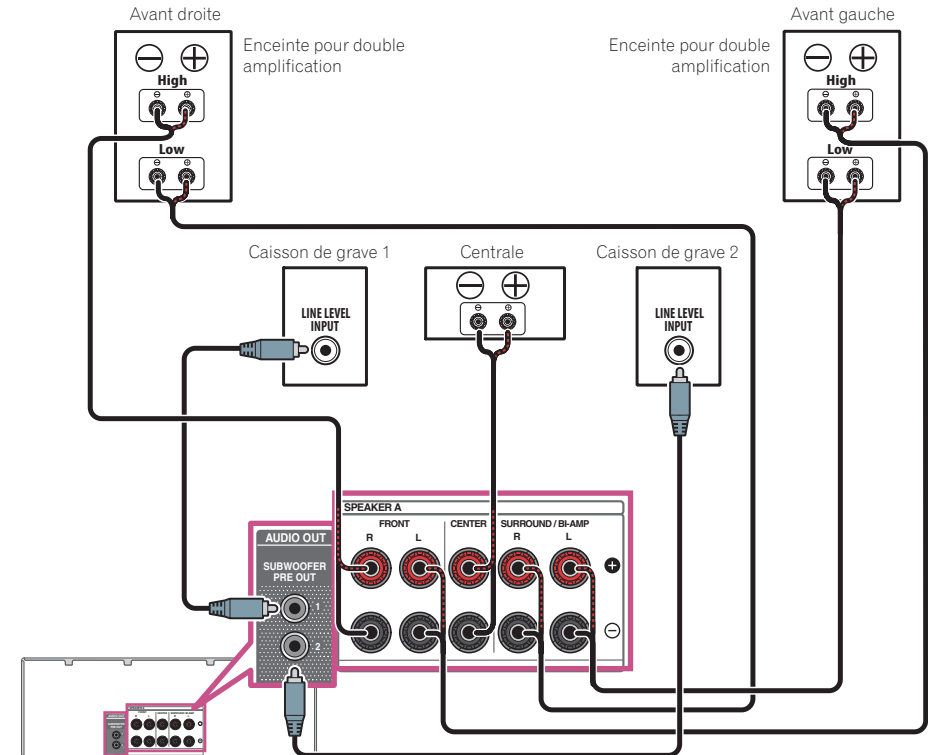 Avant droite
Avant gauche
Enceinte pour double
amplification
Enceinte pour double
amplification
High
Low
High
Low
Caisson de grave 1
Centrale
Caisson de grave 2
LINE LEVEL
INPUT
LINE LEVEL
INPUT
SPEAKER A
FRONT
CENTER
SURROUND / BI-AMP
R
L
R
L
AUDIO OUT
SUBWOOFER
PRE OUT
1
2